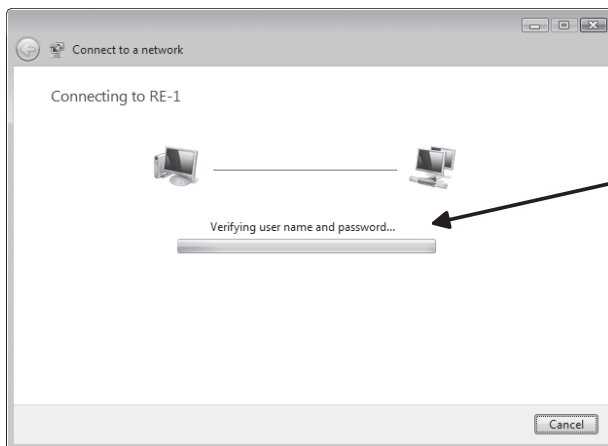 Connect to a network
Connecting to RE-1
Verifying user name and password...
Cancel